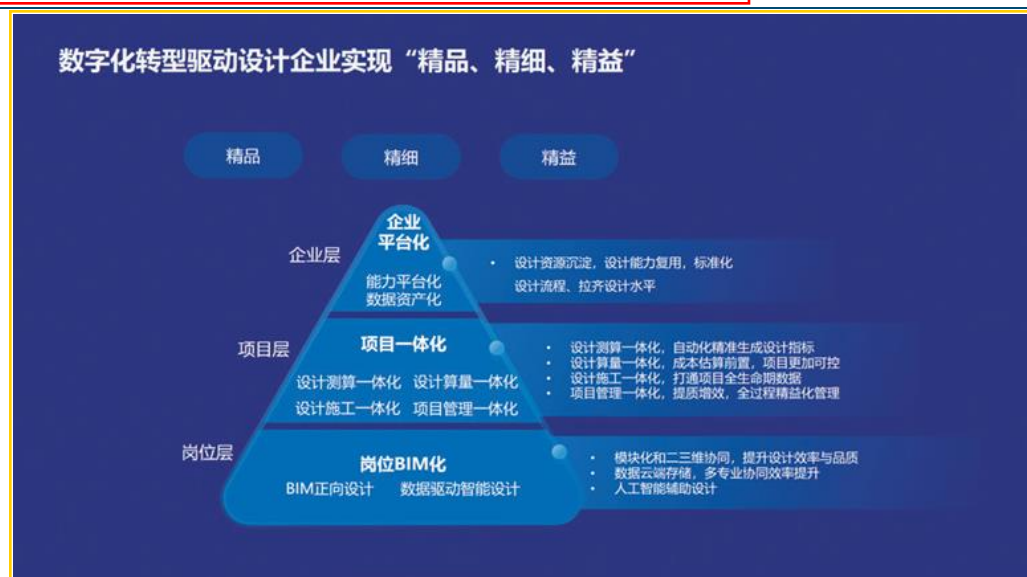 数字化转型驱动设计企业实现“精品、精细、精益”
精品
精细
精益
企业层
企业
平台化
能力平台化
数据资产化
• 设计资源沉淀，设计能力复用，标准化
设计流程、拉齐设计水平
项目层
项目一体化
设计测算一体化 设计算量一体化
设计施工一体化 项目管理一体化
• 设计测算一体化，自动化精准生成设计指标
• 设计算量一体化，成本估算前置，项目更加可控
• 设计施工一体化，打通项目全生命期数据
• 项目管理一体化，提质增效，全过程精益化管理
岗位层
岗位BIM化
BIM正向设计 数据驱动智能设计
• 模块化和二三维协同，提升设计效率与品质
• 数据云端存储，多专业协同效率提升
• 人工智能辅助设计